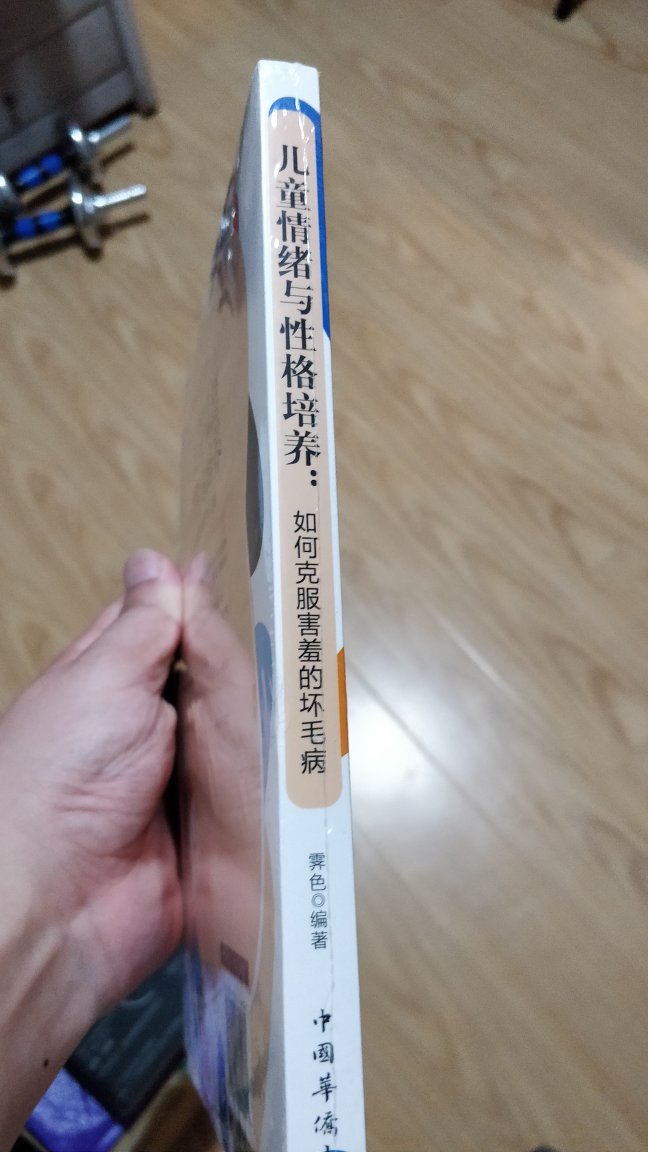 儿童情绪与性格培养：
如何克服害羞的坏毛病
霁色◎编著
中國華僑